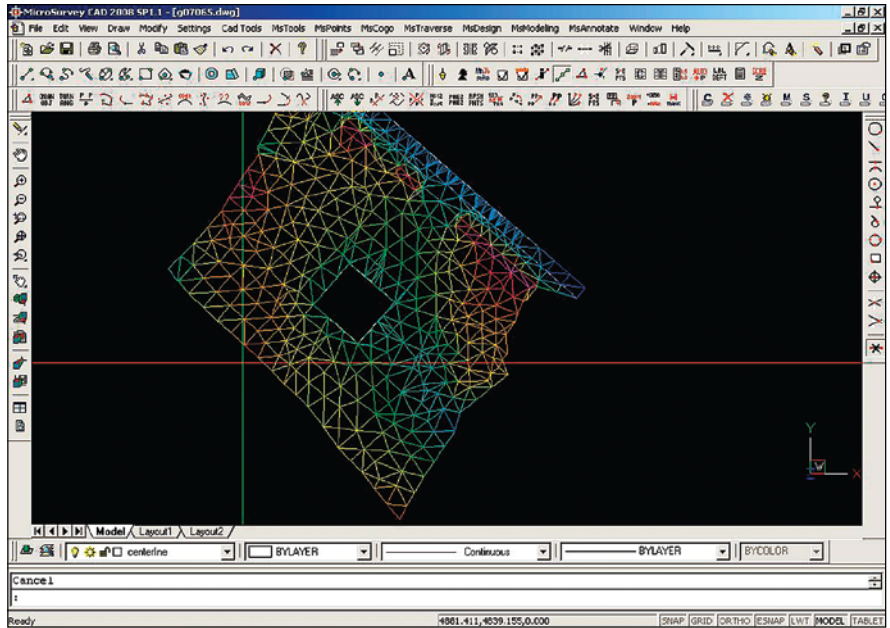 MicroSurvey CAD 2008 SP1.1 - [g07065.dwg]
File Edit View Draw Modify Settings Cad Tools MsTools MsPoints MsCogo MsTraverse MsDesign MsModeling MsAnnotate Window Help
Y
W
X
Model Layout1 Layout2
centerline BYLAYER Continuous BYLAYER BYCOLOR
Cancel
:
Ready 4881.411,4839.155,0.000 SNAP GRID ORTHO ESNAP LWT MODEL TABLET